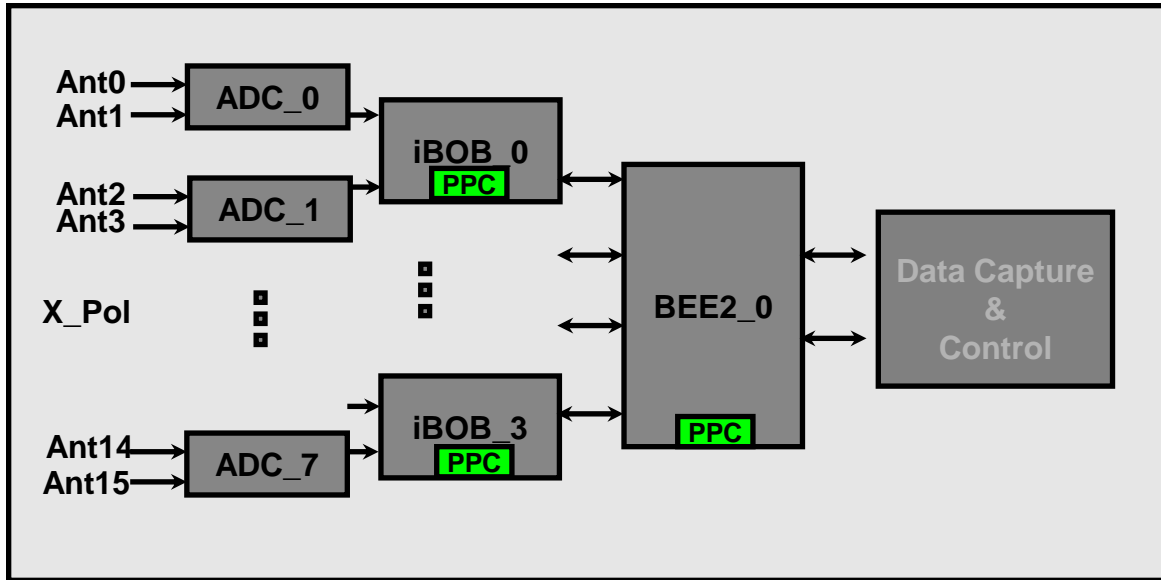 Ant0
Ant1
ADC_0
iBOB_0
PPC
Ant2
Ant3
ADC_1
X_Pol
BEE2_0
PPC
Data Capture
&
Control
iBOB_3
PPC
Ant14
Ant15
ADC_7